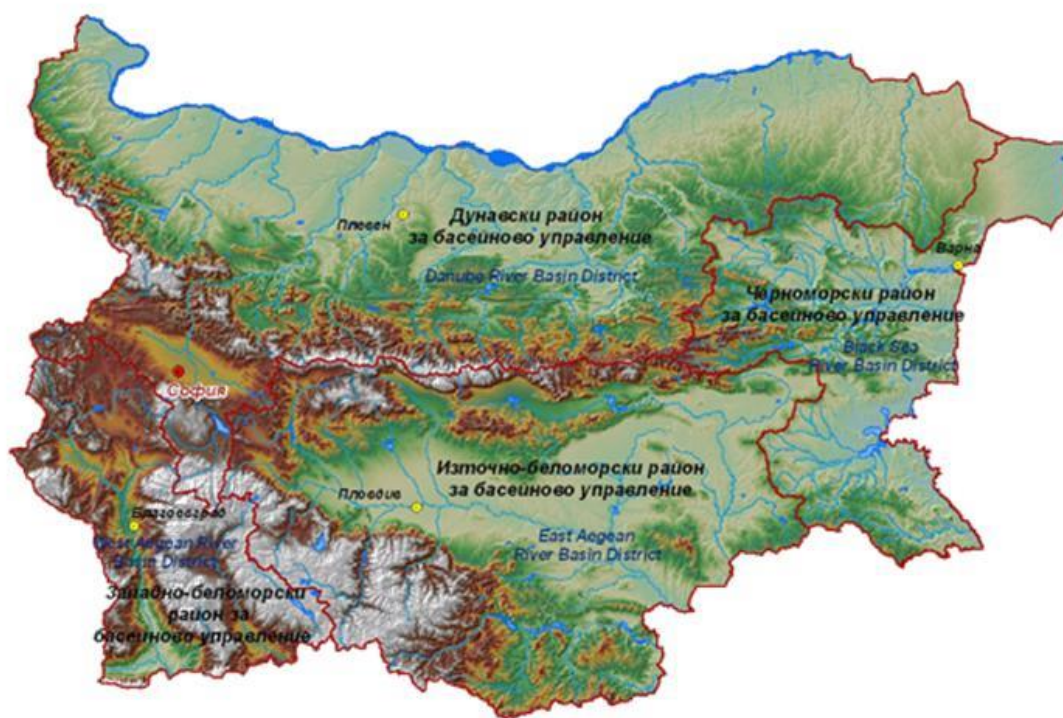 Плевен
Дунавски район
за басейново управление
Danube River Basin District
Варна
Черноморски район
за басейново управление
Black Sea
River Basin District
София
Източно-беломорски район
за басейново управление
Пловдив
East Aegean
River Basin District
Благоевград
West Aegean River
Basin District
Западно-беломорски
район за
басейново управление